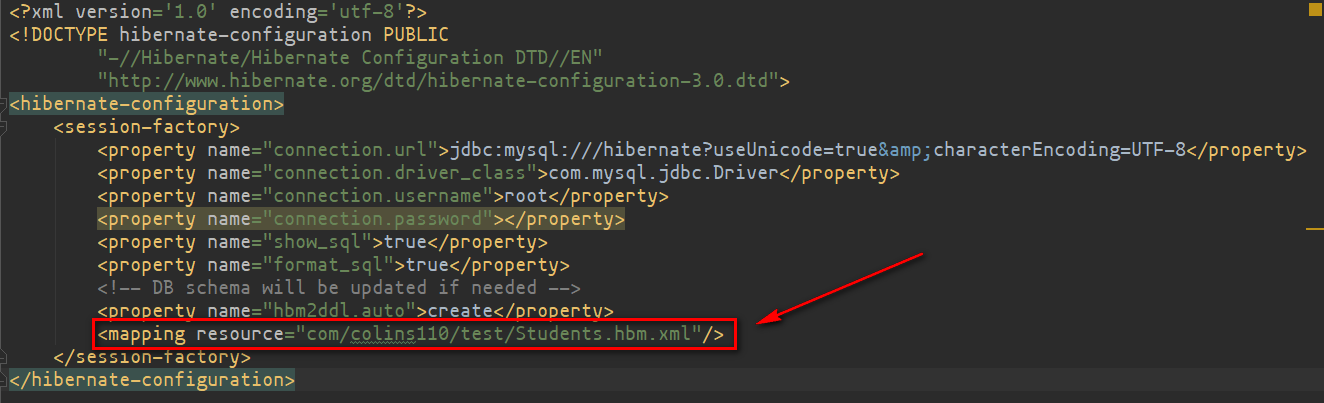 <?xml version='1.0' encoding='utf-8'?>
<!DOCTYPE hibernate-configuration PUBLIC
"-//Hibernate/Hibernate Configuration DTD//EN"
"http://www.hibernate.org/dtd/hibernate-configuration-3.0.dtd">
<hibernate-configuration>
<session-factory>
<property name="connection.url">jdbc:mysql:///hibernate?useUnicode=true&amp;characterEncoding=UTF-8</property>
<property name="connection.driver_class">com.mysql.jdbc.Driver</property>
<property name="connection.username">root</property>
<property name="connection.password"></property>
<property name="show_sql">true</property>
<property name="format_sql">true</property>
<!-- DB schema will be updated if needed -->
<property name="hbm2ddl.auto">create</property>
<mapping resource="com/colins110/test/Students.hbm.xml"/>
</session-factory>
</hibernate-configuration>